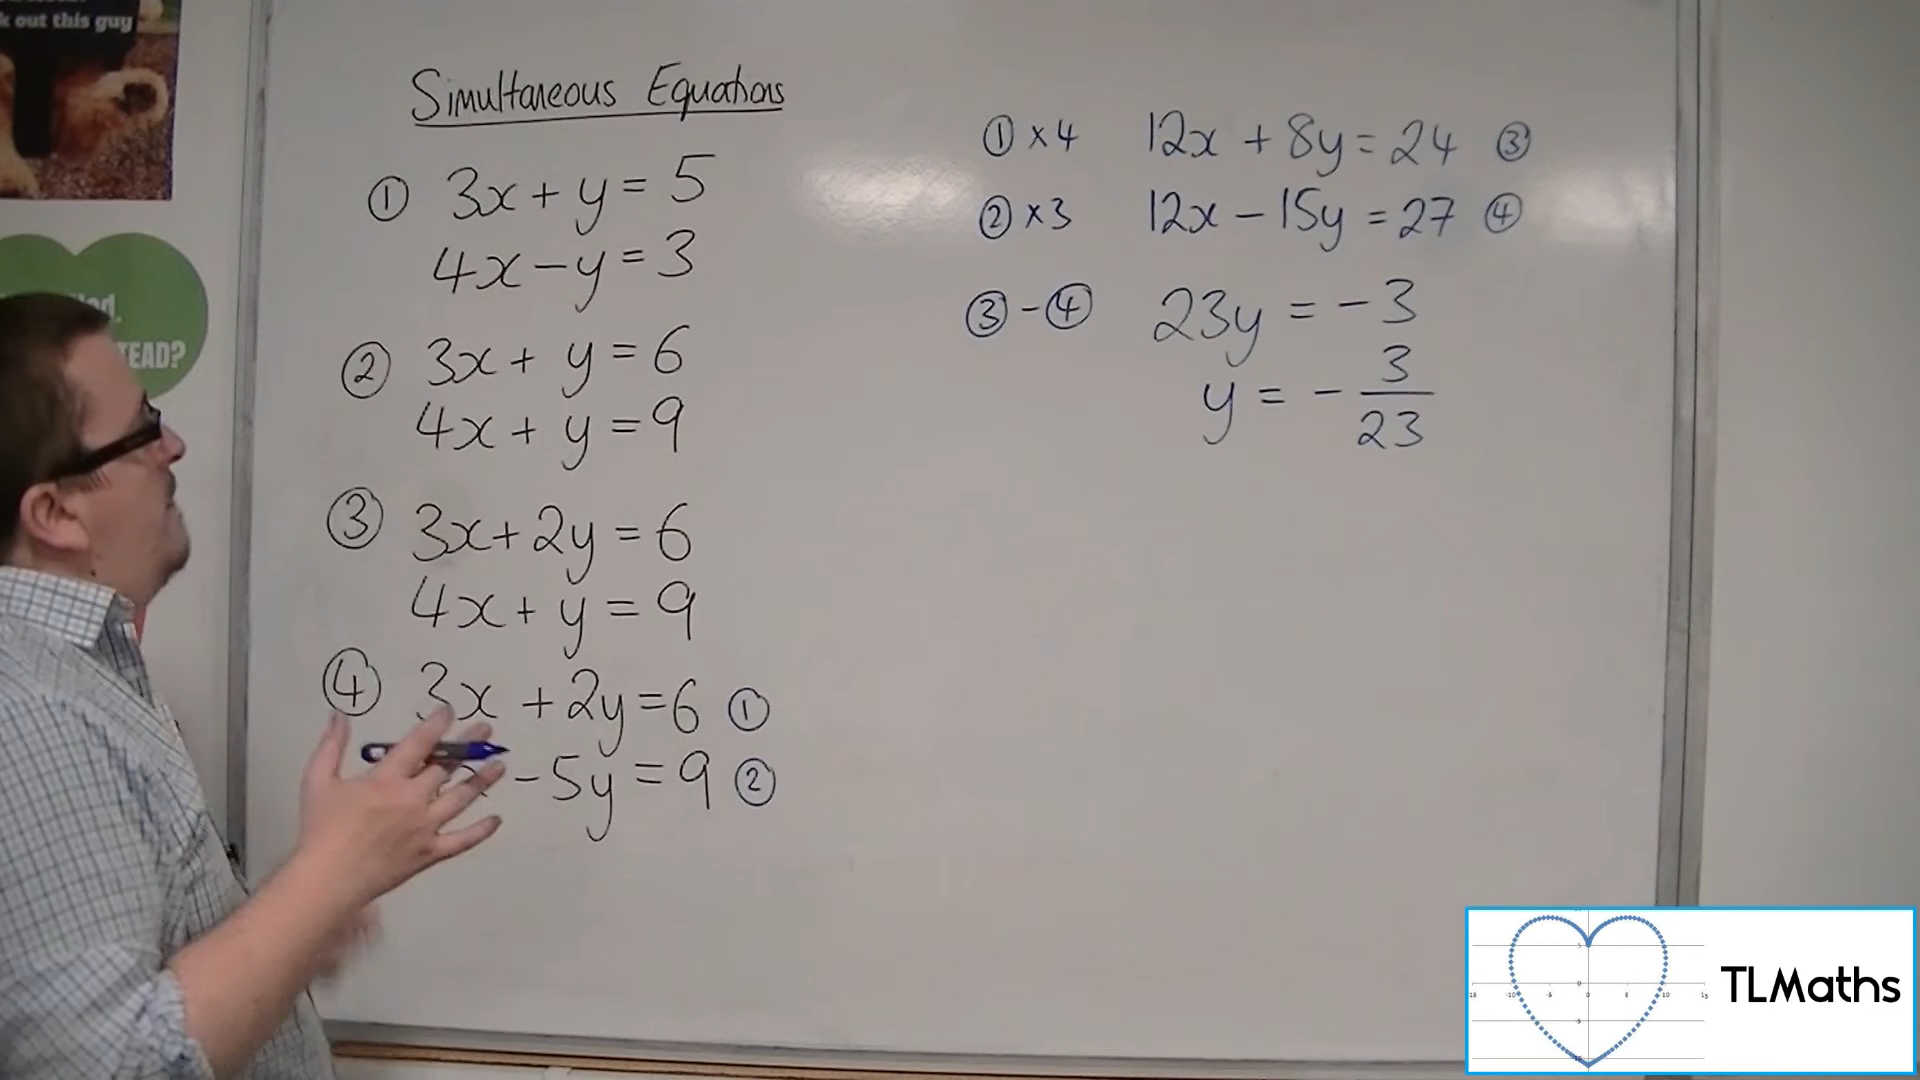 k out this guy
TEAD?
Simultaneous Equations
① 3x + y = 5
4x - y = 3
② 3x + y = 6
4x + y = 9
③ 3x + 2y = 6
4x + y = 9
④ 3x + 2y = 6 ①
- 5y = 9 ②
① × 4 12x + 8y = 24 ③
② × 3 12x - 15y = 27 ④
③ - ④ 23y = -3
y = - 3/23
TLMaths